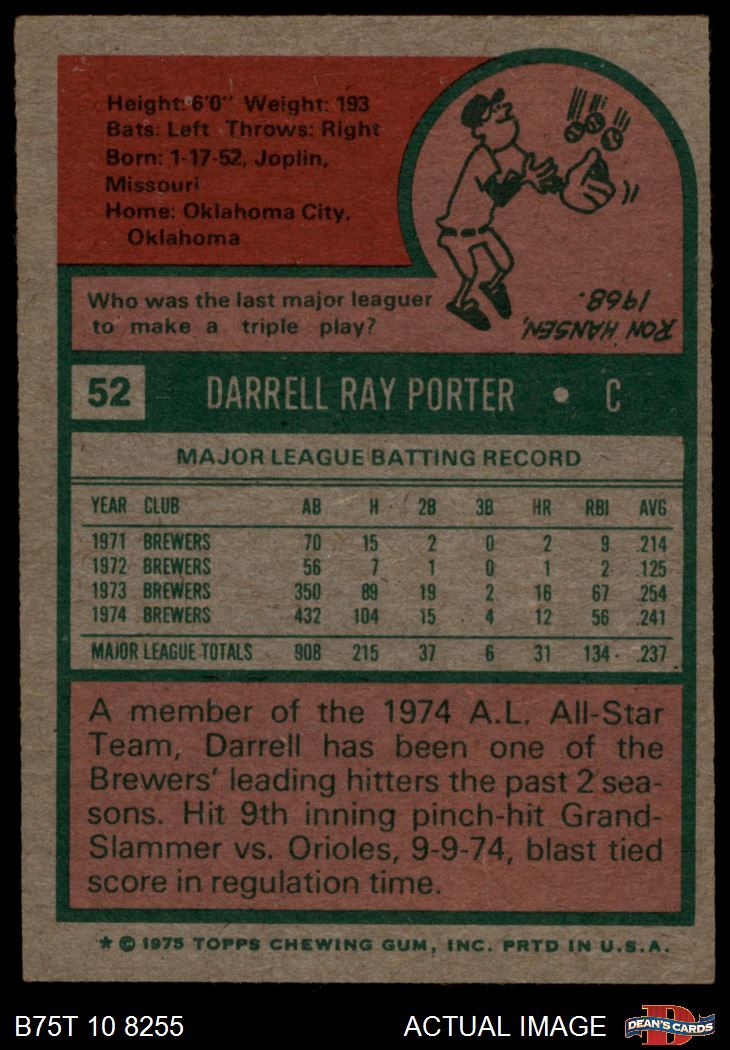 Height: 6'0" Weight: 193
Bats: Left Throws: Right
Born: 1-17-52, Joplin,
Missouri
Home: Oklahoma City,
Oklahoma
Who was the last major leaguer
to make a triple play?
RON HANSEN,
1968.
52 DARRELL RAY PORTER • C
MAJOR LEAGUE BATTING RECORD
YEAR CLUB AB H 2B 3B HR RBI AVG
1971 BREWERS 70 15 2 0 2 9 .214
1972 BREWERS 56 7 1 0 1 2 .125
1973 BREWERS 350 89 19 2 16 67 .254
1974 BREWERS 432 104 15 4 12 56 .241
MAJOR LEAGUE TOTALS 908 215 37 6 31 134 .237
A member of the 1974 A.L. All-Star
Team, Darrell has been one of the
Brewers' leading hitters the past 2 sea-
sons. Hit 9th inning pinch-hit Grand-
Slammer vs. Orioles, 9-9-74, blast tied
score in regulation time.
* © 1975 TOPPS CHEWING GUM, INC. PRTD IN U.S.A.
B75T 10 8255 ACTUAL IMAGE D DEAN'S CARDS